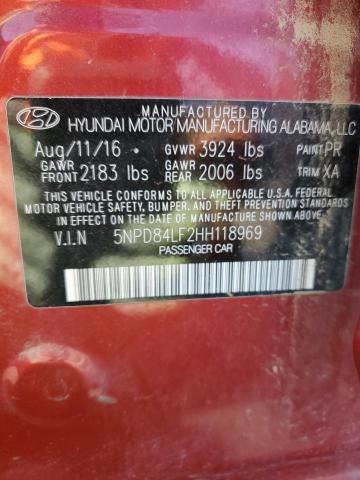 MANUFACTURED BY
HYUNDAI MOTOR MANUFACTURING ALABAMA, LLC
Aug/11/16 GVWR 3924 lbs PAINT PR
GAWR FRONT 2183 lbs GAWR REAR 2006 lbs TRIM XA
THIS VEHICLE CONFORMS TO ALL APPLICABLE U.S.A. FEDERAL
MOTOR VEHICLE SAFETY, BUMPER, AND THEFT PREVENTION STANDARDS
IN EFFECT ON THE DATE OF MANUFACTURE SHOWN ABOVE.
V.I.N 5NPD84LF2HH118969
PASSENGER CAR